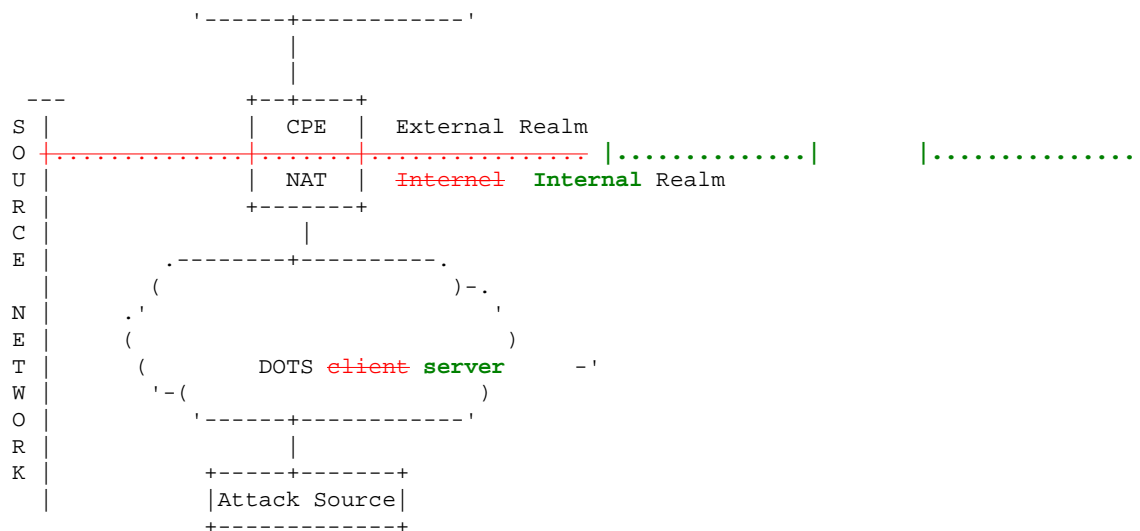 '------+------------'
|
|
--- +--+----+
S | | CPE | External Realm
O |..............|.......|................ |..............| |...............
U | | NAT | Internel Internal Realm
R | +-------+
C | |
E | .--------+----------.
| ( )-.
N | .' '
E | ( )
T | ( DOTS client server -'
W | '-( )
O | '------+------------'
R | |
K | +-----+-------+
| |Attack Source|
+-------------+